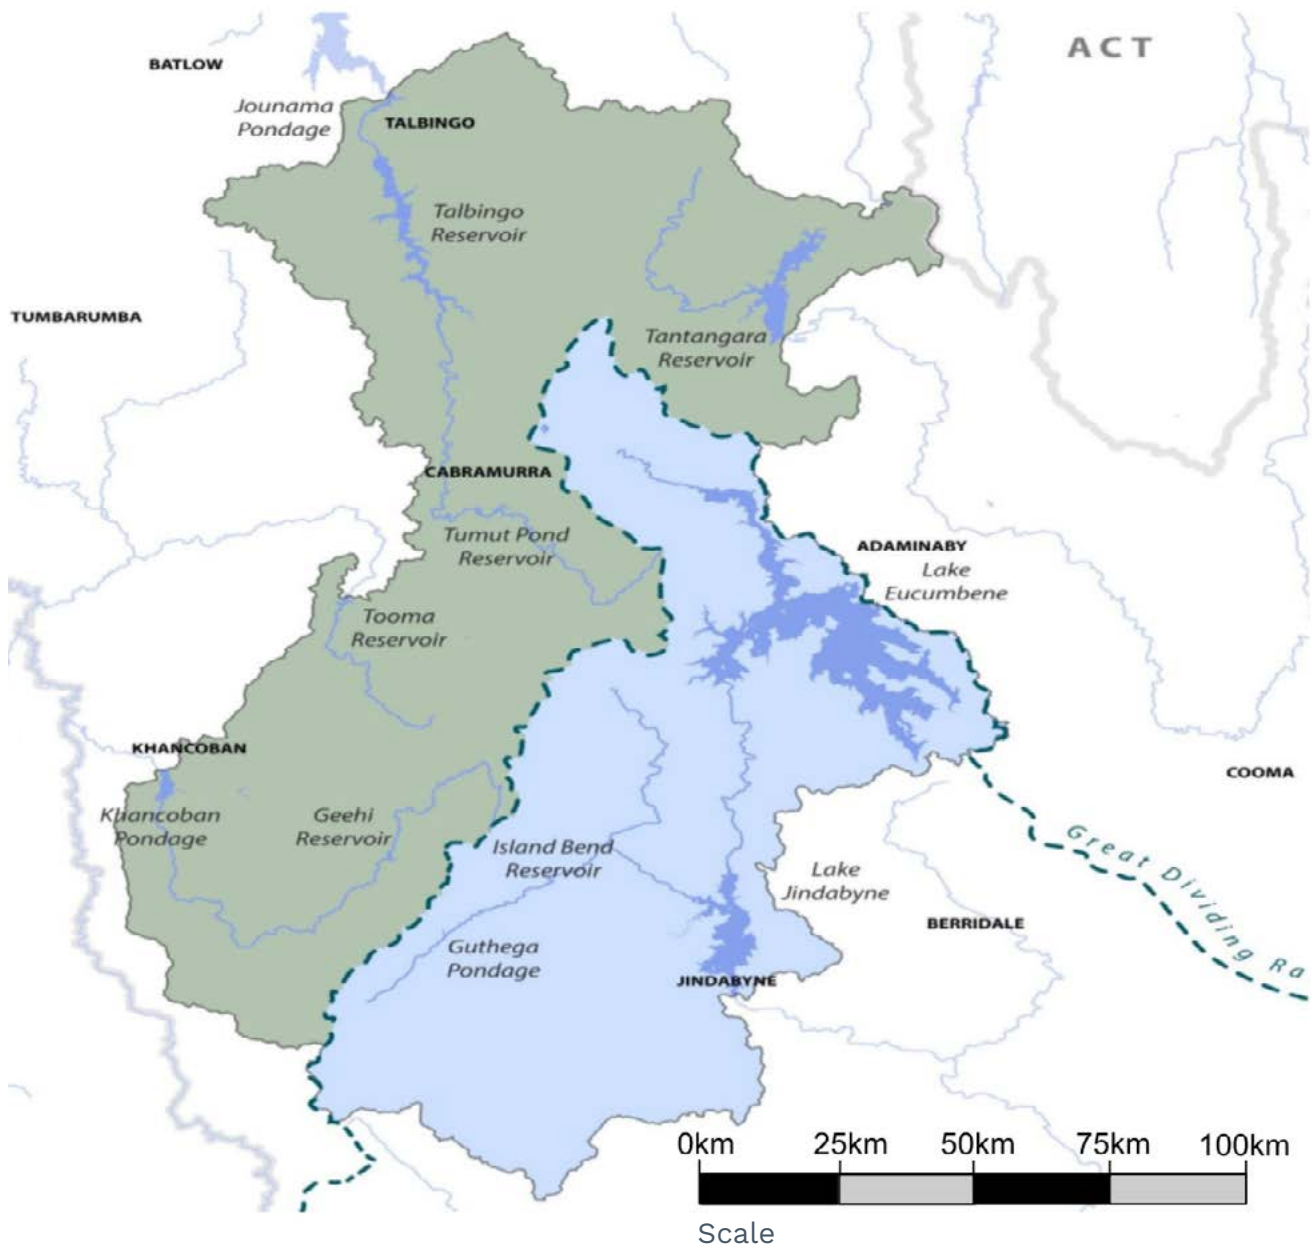 ACT
BATLOW
Jounama
Pondage
TALBINGO
Talbingo
Reservoir
TUMBARUMBA
Tantangara
Reservoir
CABRAMURRA
Tumut Pond
Reservoir
ADAMINABY
Lake
Eucumbene
Tooma
Reservoir
KHANCOBAN
COOMA
Khancoban
Pondage
Geehi
Reservoir
Island Bend
Reservoir
Great Dividing Ra
Lake
Jindabyne
BERRIDALE
Guthega
Pondage
JINDABYNE
0km 25km 50km 75km 100km
Scale